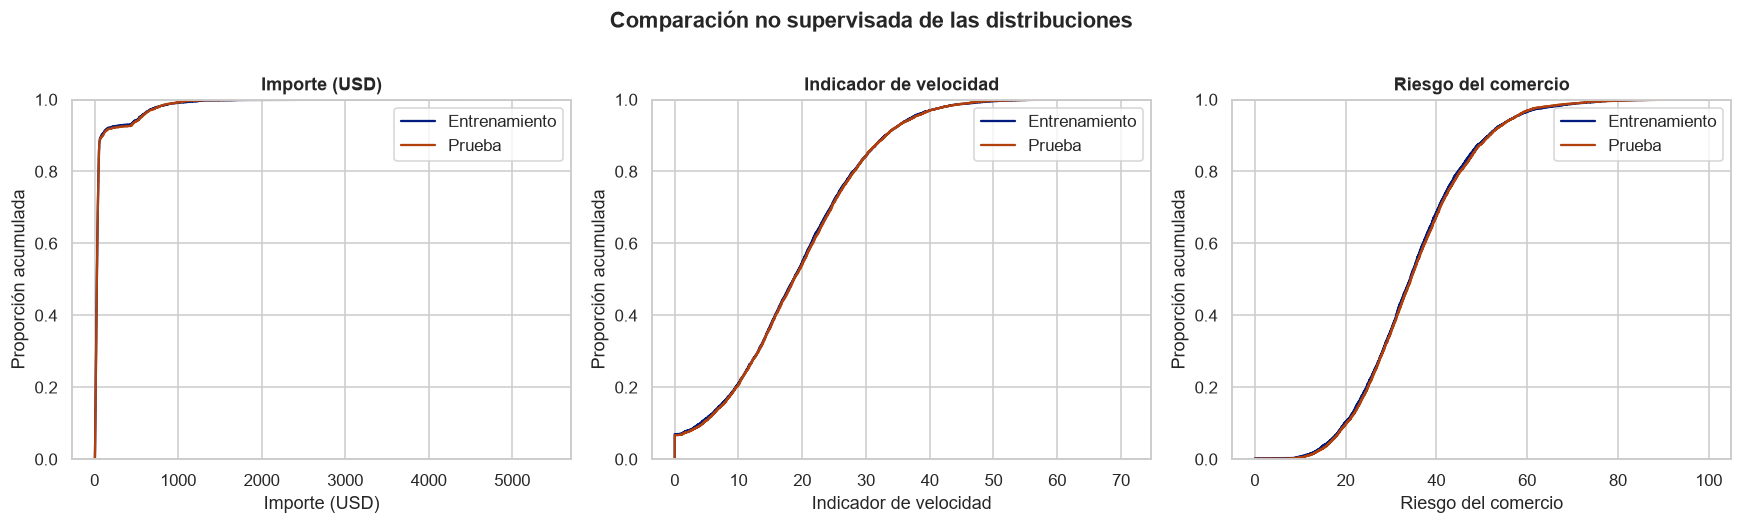 Comparación no supervisada de las distribuciones
Importe (USD)
1.0
0.8
0.6
0.4
0.2
0.0
Proporción acumulada
Entrenamiento
Prueba
0 1000 2000 3000 4000 5000
Importe (USD)
Indicador de velocidad
1.0
0.8
0.6
0.4
0.2
0.0
Proporción acumulada
Entrenamiento
Prueba
0 10 20 30 40 50 60 70
Indicador de velocidad
Riesgo del comercio
1.0
0.8
0.6
0.4
0.2
0.0
Proporción acumulada
Entrenamiento
Prueba
0 20 40 60 80 100
Riesgo del comercio